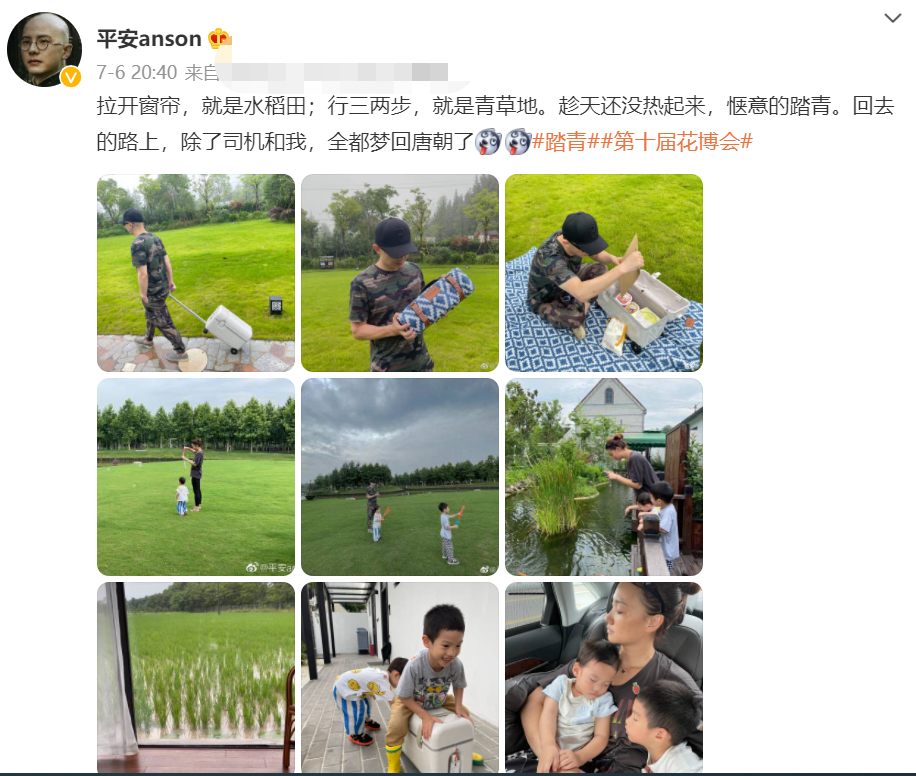 平安anson
7-6 20:40 来自
拉开窗帘，就是水稻田；行三两步，就是青草地。趁天还没热起来，惬意的踏青。回去
的路上，除了司机和我，全都梦回唐朝了#踏青##第十届花博会#
@平安an